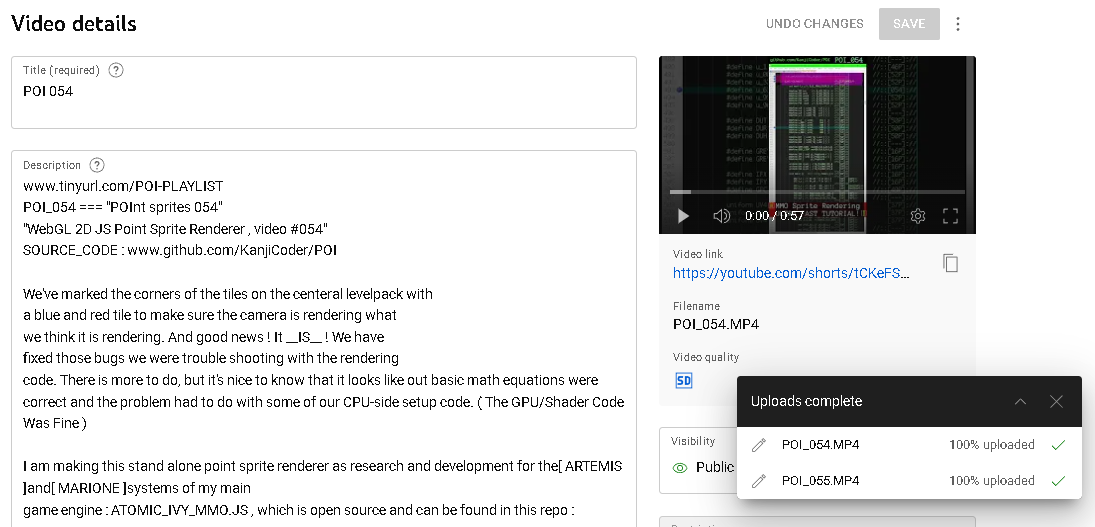 Video details
UNDO CHANGES
SAVE
Title (required)
POI 054
Description
www.tinyurl.com/POI-PLAYLIST
POI_054 === "POInt sprites 054"
"WebGL 2D JS Point Sprite Renderer , video #054"
SOURCE_CODE : www.github.com/KanjiCoder/POI
We've marked the corners of the tiles on the centeral levelpack with
a blue and red tile to make sure the camera is rendering what
we think it is rendering. And good news ! It __IS__ ! We have
fixed those bugs we were trouble shooting with the rendering
code. There is more to do, but it's nice to know that it looks like out basic math equations were
correct and the problem had to do with some of our CPU-side setup code. ( The GPU/Shader Code
Was Fine )
I am making this stand alone point sprite renderer as research and development for the[ ARTEMIS
]and[ MARIONE ]systems of my main
game engine : ATOMIC_IVY_MMO.JS , which is open source and can be found in this repo :
POI_054
MMO Sprite Rendering
FAST TUTORIAL!!!
0:00 / 0:57
Video link
https://youtube.com/shorts/tCKeFS...
Filename
POI_054.MP4
Video quality
SD
Visibility
Public
Uploads complete
POI_054.MP4
100% uploaded
POI_055.MP4
100% uploaded